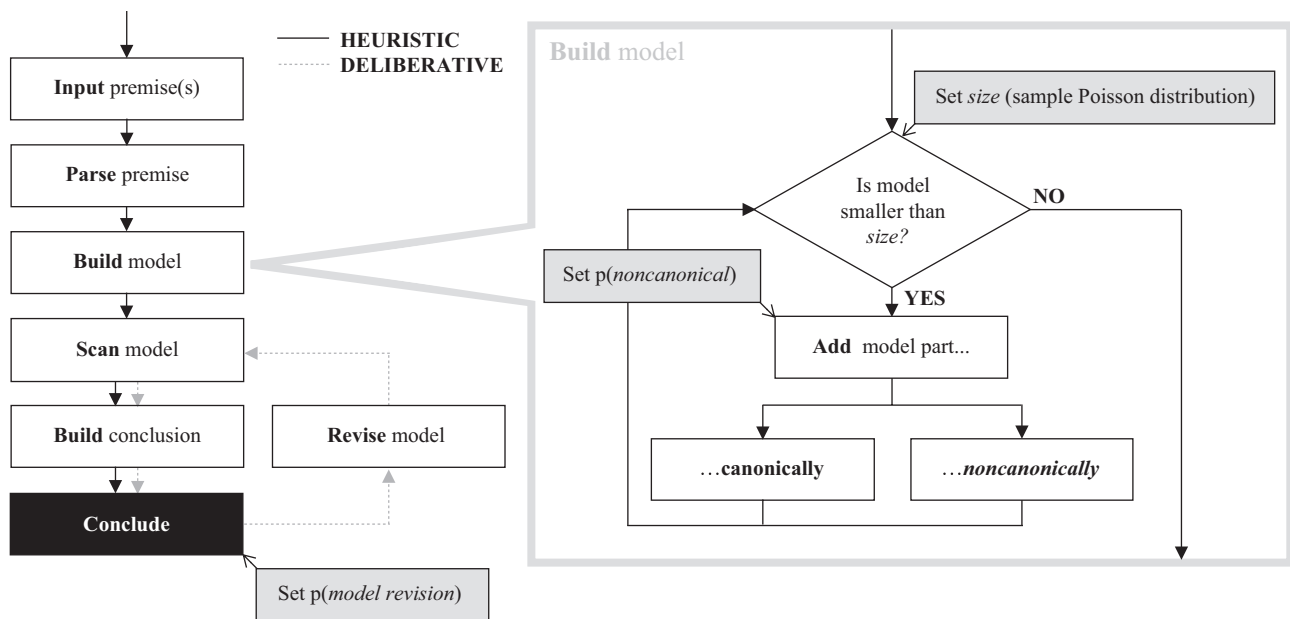 HEURISTIC
DELIBERATIVE
Input premise(s)
Parse premise
Build model
Scan model
Build conclusion
Revise model
Conclude
Set p(model revision)
Build model
Set size (sample Poisson distribution)
Is model
smaller than
size?
NO
Set p(noncanonical)
YES
Add model part...
…canonically
…noncanonically